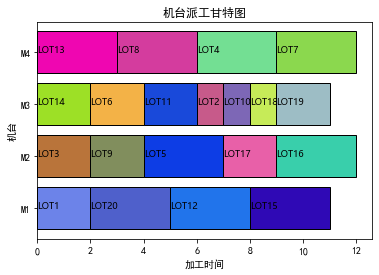 机台派工甘特图
机台
M4
LOT13 LOT8 LOT4 LOT7
M3
LOT14 LOT6 LOT11 LOT2 LOT10 LOT18 LOT19
M2
LOT3 LOT9 LOT5 LOT17 LOT16
M1
LOT1 LOT20 LOT12 LOT15
0 2 4 6 8 10 12
加工时间